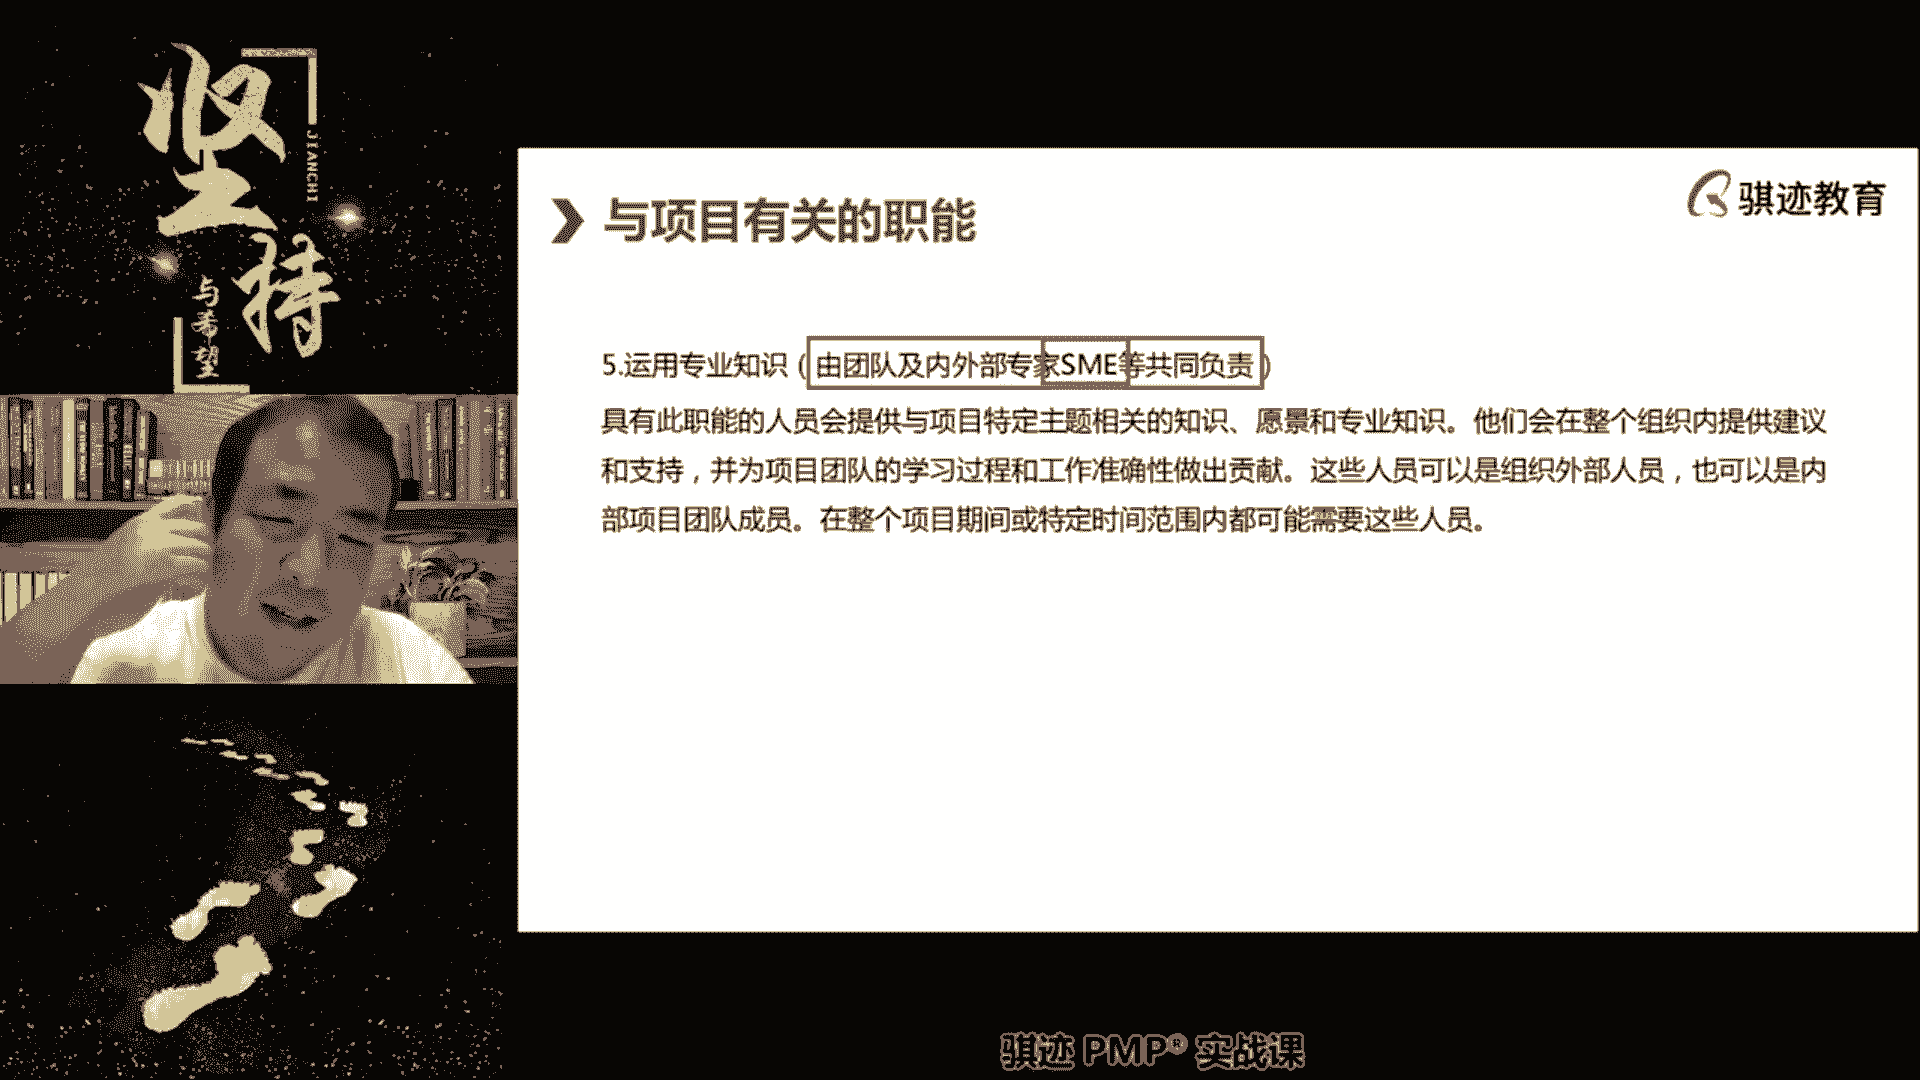 坚持
JIANCHI
与希望
骐迹教育
与项目有关的职能
5.运用专业知识（由团队及内外部专家SME等共同负责）
具有此职能的人员会提供与项目特定主题相关的知识、愿景和专业知识。他们会在整个组织内提供建议
和支持，并为项目团队的学习过程和工作准确性做出贡献。这些人员可以是组织外部人员，也可以是内
部项目团队成员。在整个项目期间或特定时间范围内都可能需要这些人员。
骐迹 PMP® 实战课